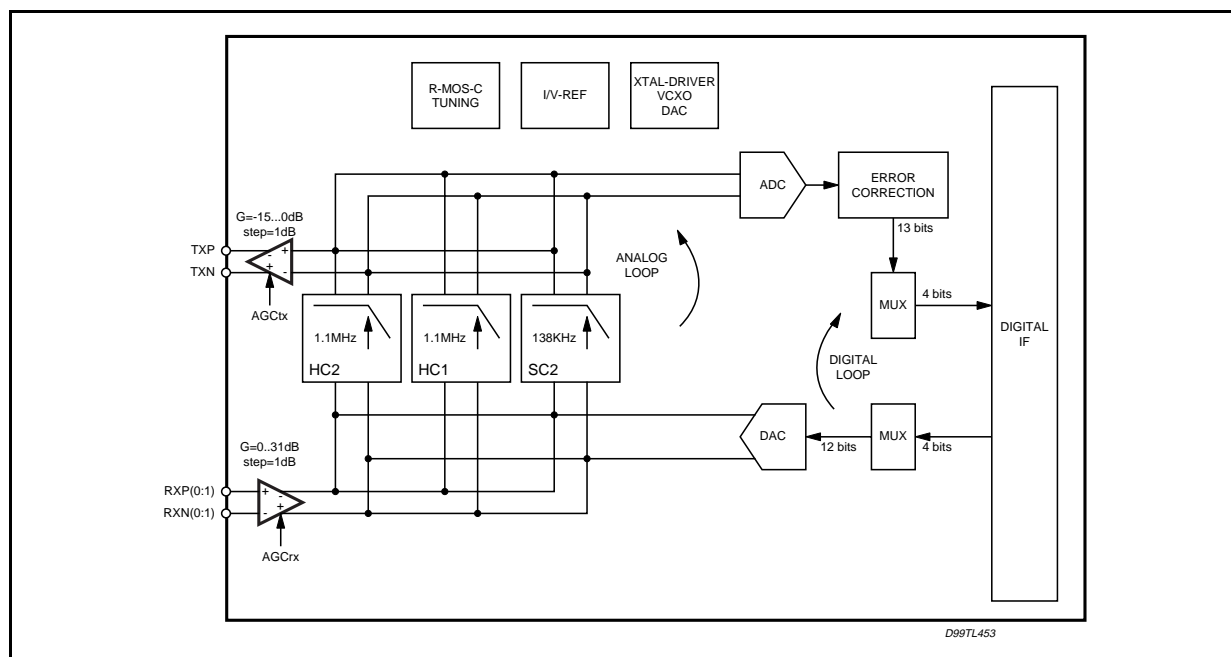 R-MOS-C
TUNING
I/V-REF
XTAL-DRIVER
VCXO
DAC
ADC
ERROR
CORRECTION
13 bits
G=-15...0dB
step=1dB
TXP
TXN
+
-
-
+
AGCtx
ANALOG
LOOP
MUX
4 bits
1.1MHz
HC2
1.1MHz
HC1
138KHz
SC2
DIGITAL
LOOP
DIGITAL
IF
DAC
12 bits
MUX
4 bits
G=0..31dB
step=1dB
RXP(0:1)
RXN(0:1)
+
-
-
+
AGCrx
D99TL453